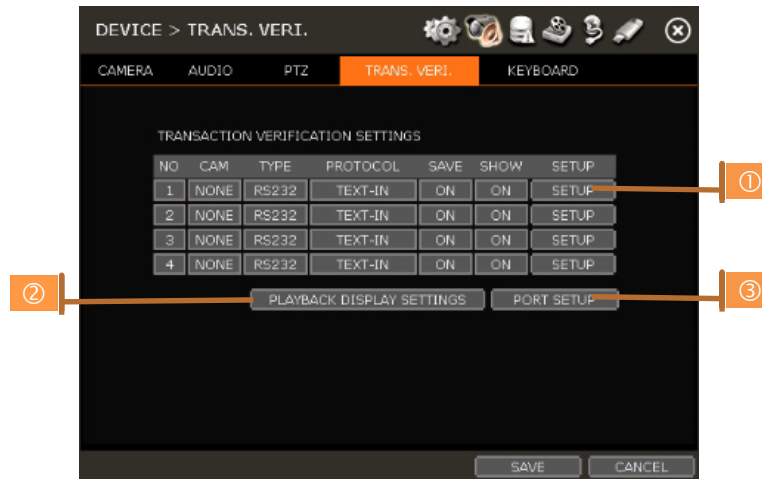 DEVICE > TRANS. VERI.
CAMERA AUDIO PTZ TRANS. VERI. KEYBOARD
TRANSACTION VERIFICATION SETTINGS
NO CAM TYPE PROTOCOL SAVE SHOW SETUP
1 NONE RS232 TEXT-IN ON ON SETUP
①
2 NONE RS232 TEXT-IN ON ON SETUP
3 NONE RS232 TEXT-IN ON ON SETUP
4 NONE RS232 TEXT-IN ON ON SETUP
② PLAYBACK DISPLAY SETTINGS PORT SETUP ③
SAVE CANCEL